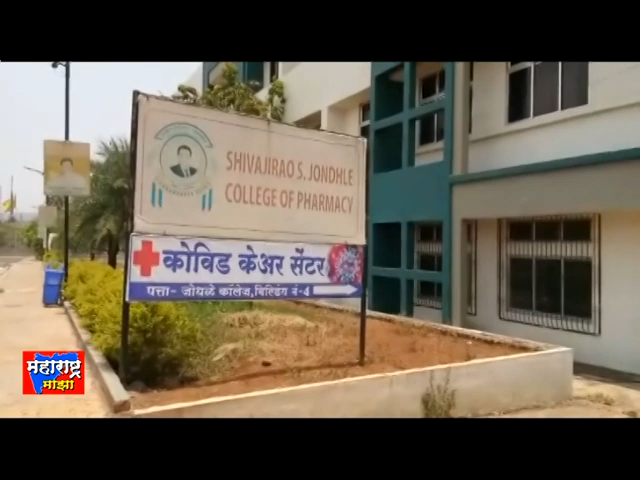 SHIVAJIRAO S. JONDHLE
COLLEGE OF PHARMACY
कोविड केअर सेंटर
पत्ता- जोंधळे कॉलेज, बिल्डिंग नं-4
महाराष्ट्र
माझा